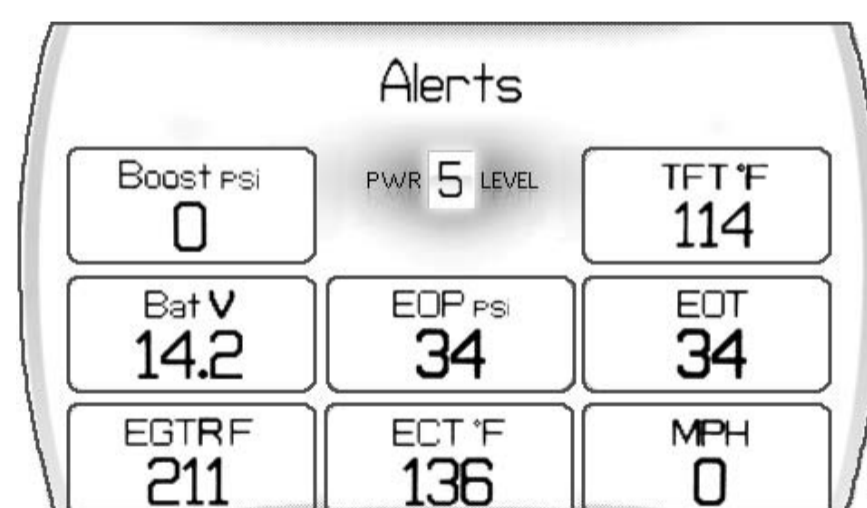 Alerts
Boost PSI
0
PWR 5 LEVEL
TFT °F
114
Bat V
14.2
EOP PSI
34
EOT
34
EGTR F
211
ECT °F
136
MPH
0